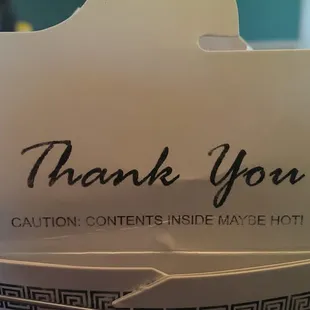 Thank You
CAUTION: CONTENTS INSIDE MAYBE HOT!